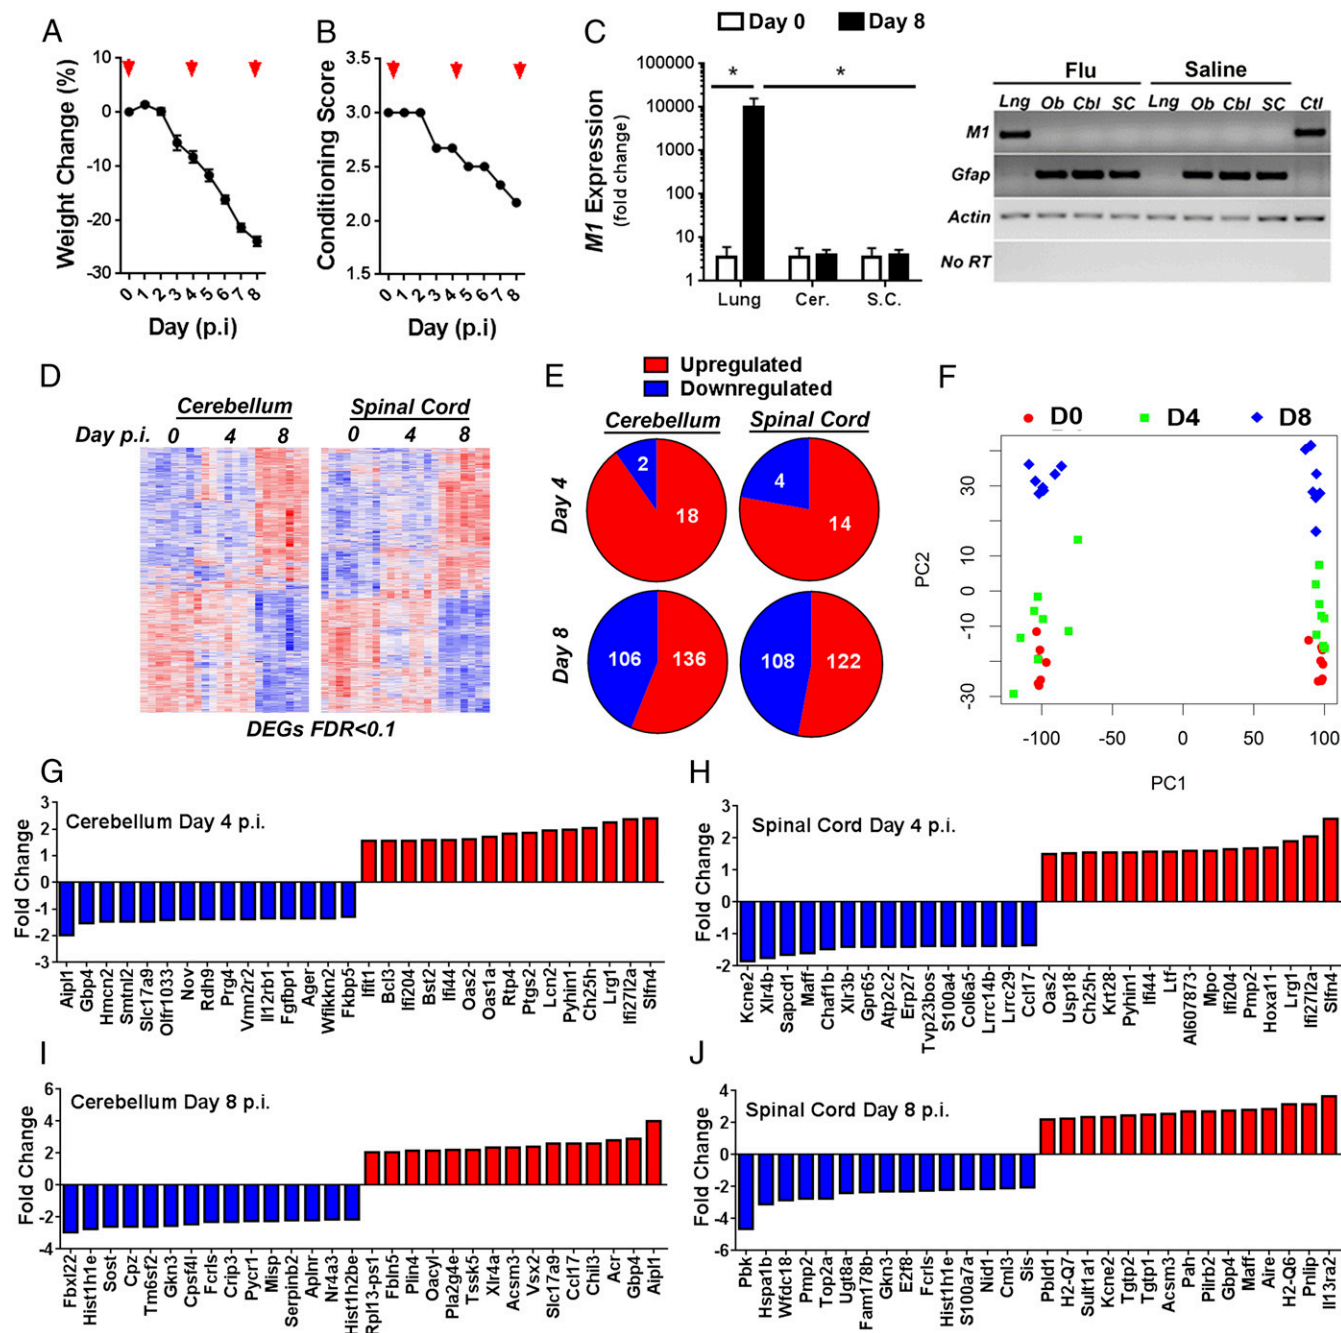 A
Weight Change (%)
10
0
-10
-20
-30
0 1 2 3 4 5 6 7 8
Day (p.i)
B
Conditioning Score
3.5
3.0
2.5
2.0
1.5
0 1 2 3 4 5 6 7 8
Day (p.i)
C
Day 0 Day 8
M1 Expression
(fold change)
100000
10000
1000
100
10
1
* *
Lung Cer. S.C.
Flu Saline
Lng Ob Cbl SC Lng Ob Cbl SC Ctl
M1
Gfap
Actin
No RT
D
Cerebellum Spinal Cord
Day p.i. 0 4 8 0 4 8
DEGs FDR<0.1
E
Upregulated
Downregulated
Cerebellum Spinal Cord
Day 4
2 18 4 14
Day 8
106 136 108 122
F
D0 D4 D8
PC2
30
10
0
-10
-30
-100 -50 0 50 100
PC1
G
Cerebellum Day 4 p.i.
Fold Change
3
2
1
0
-1
-2
-3
Aipl1 Gbp4 Hmcn2 Smtnl2 Slc17a9 Olfr1033 Nov Rdh9 Prg4 Vmn2r2 Il12rb1 Fgfbp1 Ager Wfikkn2 Fkbp5 Ifit1 Bcl3 Ifi204 Bst2 Ifi44 Oas2 Oas1a Rtp4 Ptgs2 Lcn2 Pyhin1 Ch25h Lrg1 Ifi27l2a Slfn4
H
Spinal Cord Day 4 p.i.
Fold Change
3
2
1
0
-1
-2
Kcne2 Xlr4b Sapcd1 Maff Chaf1b Xlr3b Gpr65 Atp2c2 Erp27 Tvp23bos S100a4 Col6a5 Lrrc14b Lrrc29 Ccl17 Oas2 Usp18 Ch25h Krt28 Pyhin1 Ifi44 Ltf AI607873 Mpo Ifi204 Pmp2 Hoxa11 Lrg1 Ifi27l2a Slfn4
I
Cerebellum Day 8 p.i.
Fold Change
6
4
2
0
-2
-4
Fbxl22 Hist1h1e Sost Cpz Tm6sf2 Gkn3 Cpsf4l Fcrls Crip3 Pycr1 Misp Serpinb2 Aplnr Nr4a3 Hist1h2be Rpl13-ps1 Fbln5 Plin4 Oacyl Pla2g4e Tssk5 Xlr4a Acsm3 Vsx2 Slc17a9 Ccl17 Chil3 Acr Gbp4 Aipl1
J
Spinal Cord Day 8 p.i.
Fold Change
4
2
0
-2
-4
-6
Pbk Hspa1b Wfdc18 Pmp2 Top2a Ugt8a Fam178b Gkn3 E2f8 Fcrls Hist1h1e S100a7a Nid1 Cml3 Sls Pbld1 H2-Q7 Sult1a1 Kcne2 Tgtp2 Tgtp1 Acsm3 Pah Plirb2 Gbp4 Maff Aire H2-Q6 Pnlip Il13ra2